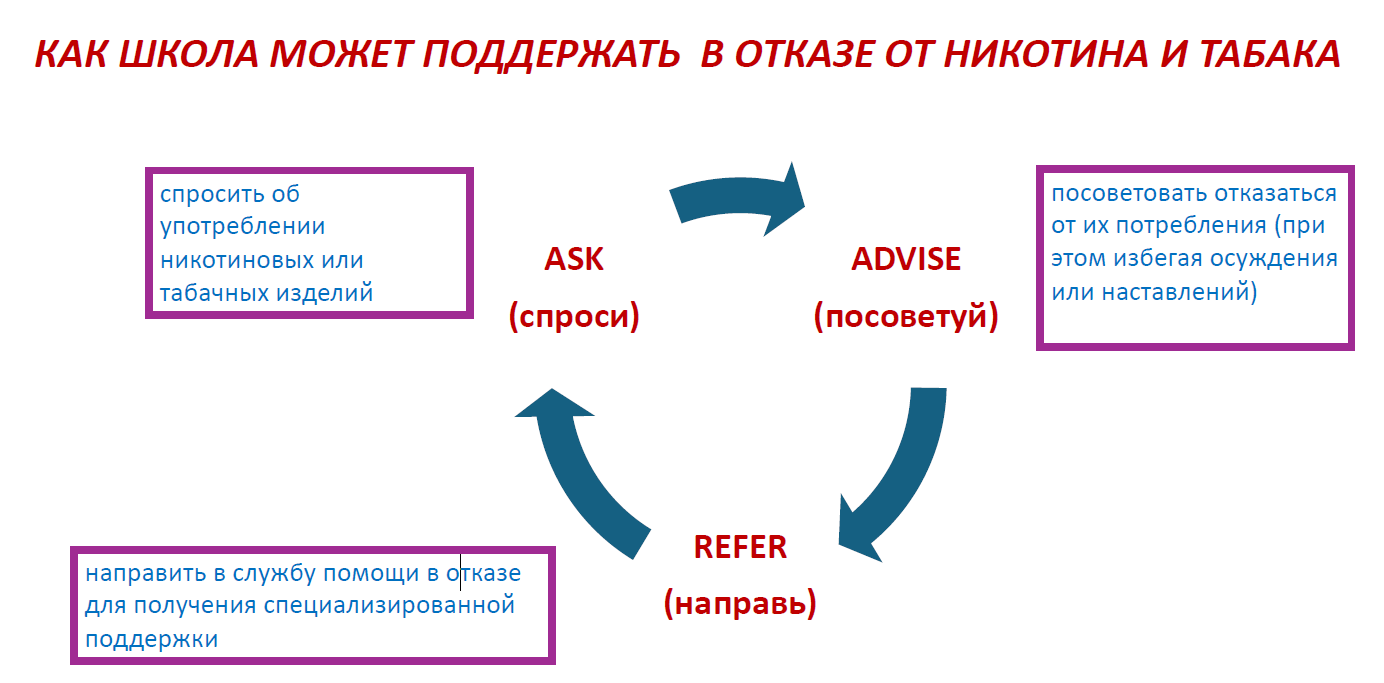 КАК ШКОЛА МОЖЕТ ПОДДЕРЖАТЬ В ОТКАЗЕ ОТ НИКОТИНА И ТАБАКА
спросить об
употреблении
никотиновых или
табачных изделий
ASK
(спроси)
ADVISE
(посоветуй)
посоветовать отказаться
от их потребления (при
этом избегая осуждения
или наставлений)
REFER
(направь)
направить в службу помощи в отказе
для получения специализированной
поддержки